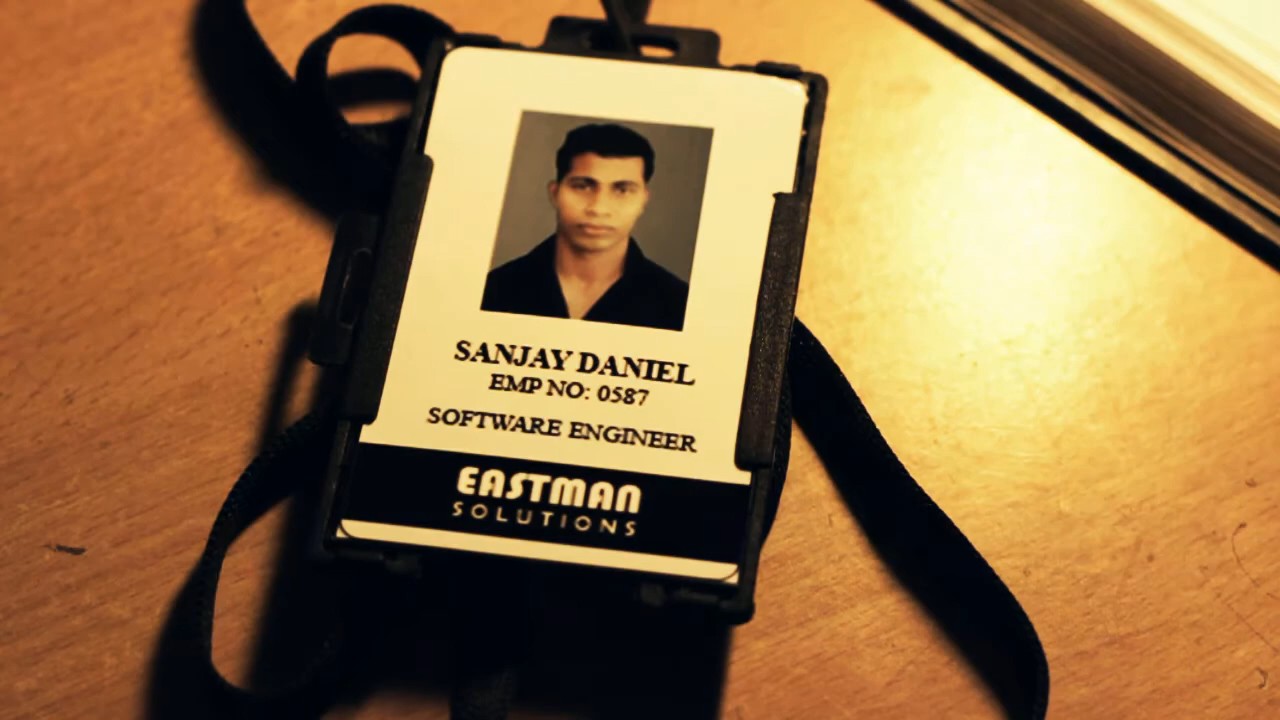 SANJAY DANIEL
EMP NO: 0587
SOFTWARE ENGINEER
EASTMAN
SOLUTIONS